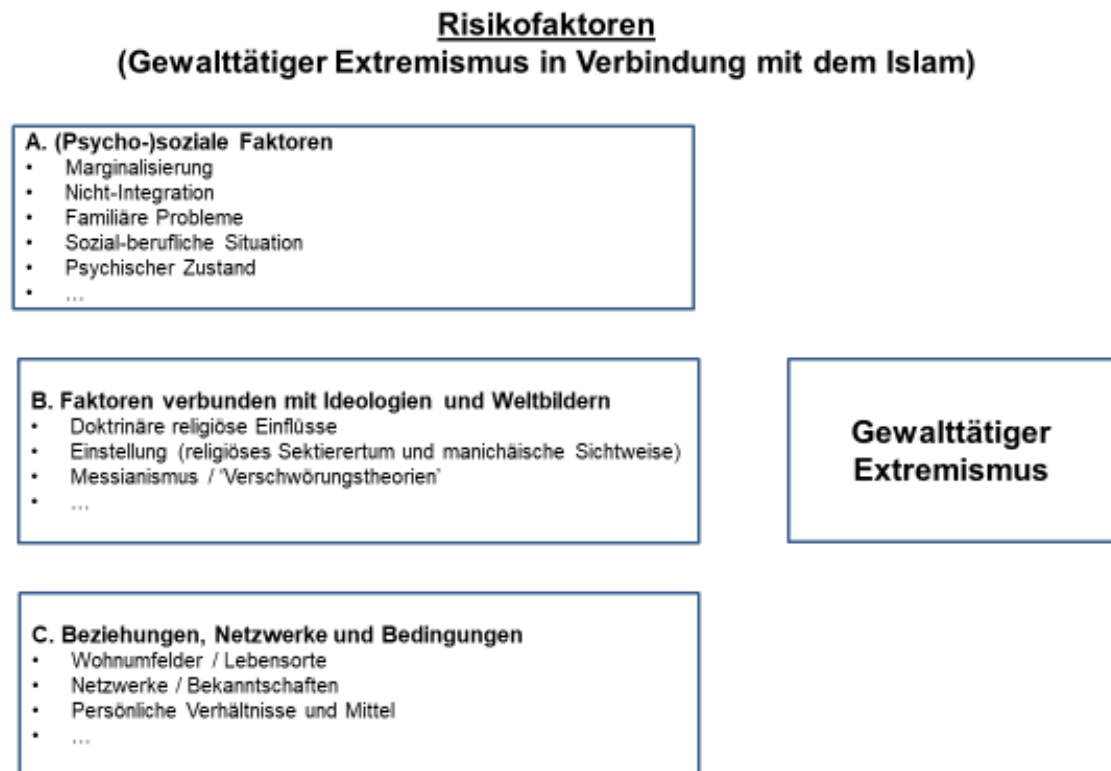 Risikofaktoren
(Gewalttätiger Extremismus in Verbindung mit dem Islam)
A. (Psycho-)soziale Faktoren
• Marginalisierung
• Nicht-Integration
• Familiäre Probleme
• Sozial-berufliche Situation
• Psychischer Zustand
• …
B. Faktoren verbunden mit Ideologien und Weltbildern
• Doktrinäre religiöse Einflüsse
• Einstellung (religiöses Sektierertum und manichäische Sichtweise)
• Messianismus / 'Verschwörungstheorien'
• …
Gewalttätiger
Extremismus
C. Beziehungen, Netzwerke und Bedingungen
• Wohnumfelder / Lebensorte
• Netzwerke / Bekanntschaften
• Persönliche Verhältnisse und Mittel
• …